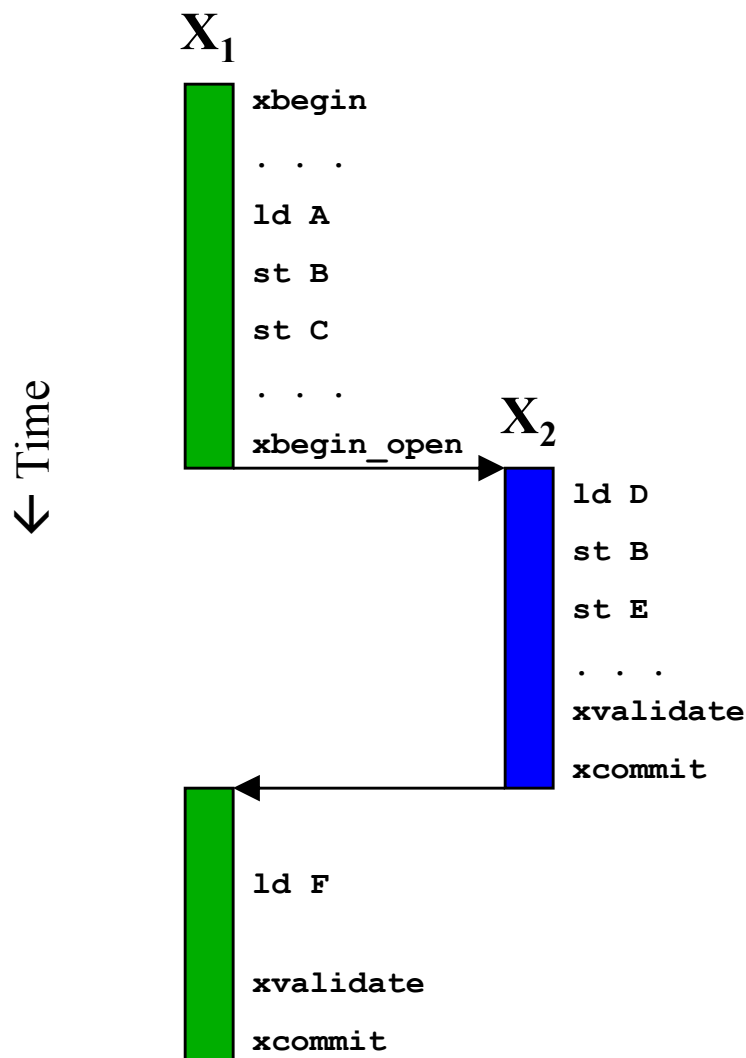 X₁
xbegin
. . .
ld A
st B
st C
. . .
xbegin_open
X₂
← Time
ld D
st B
st E
. . .
xvalidate
xcommit
ld F
xvalidate
xcommit